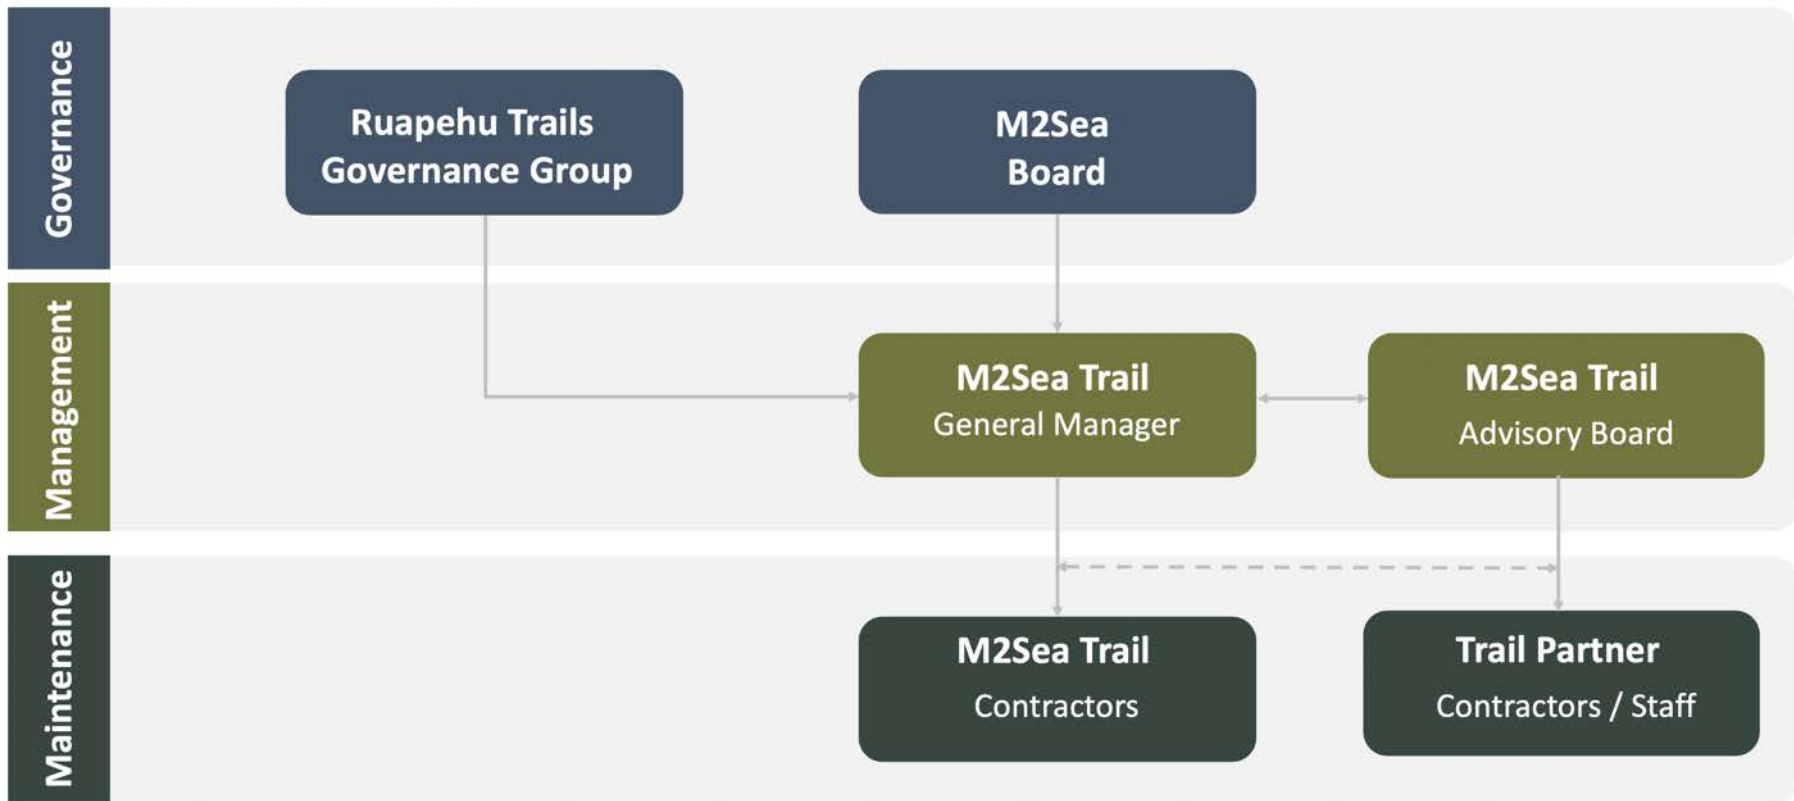 Governance
Ruapehu Trails
Governance Group
M2Sea
Board
Management
M2Sea Trail
General Manager
M2Sea Trail
Advisory Board
Maintenance
M2Sea Trail
Contractors
Trail Partner
Contractors / Staff